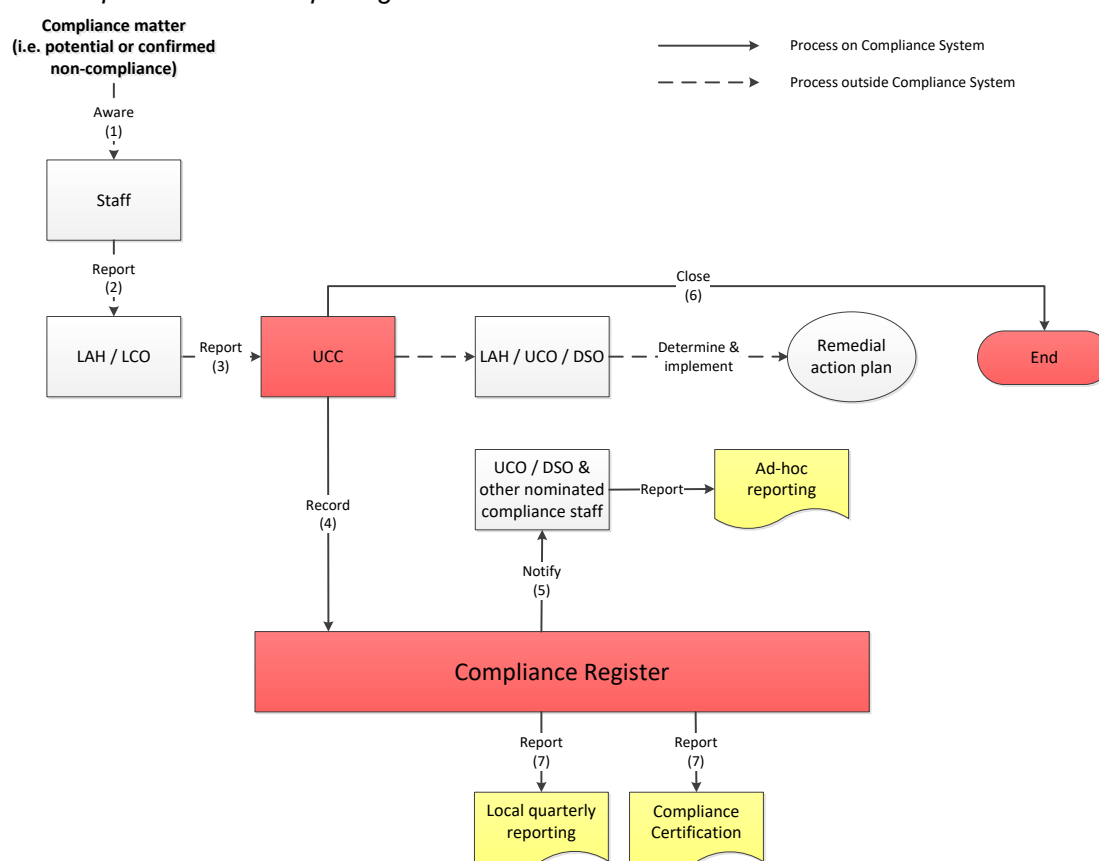 Compliance matter
(i.e. potential or confirmed
non-compliance)
Process on Compliance System
Process outside Compliance System
Aware
(1)
Staff
Report
(2)
Close
(6)
LAH / LCO
Report
(3)
UCC
LAH / UCO / DSO
Determine &
implement
Remedial
action plan
End
UCO / DSO &
other nominated
compliance staff
Report
Ad-hoc
reporting
Record
(4)
Notify
(5)
Compliance Register
Report
(7)
Report
(7)
Local quarterly
reporting
Compliance
Certification